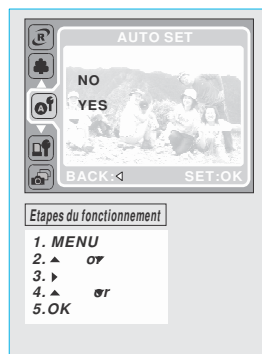 AUTO SET
NO
YES
BACK:◁ SET:OK
Etapes du fonctionnement
1. MENU
2. ▲ or ▼
3. ▶
4. ▲ or ▼
5.OK